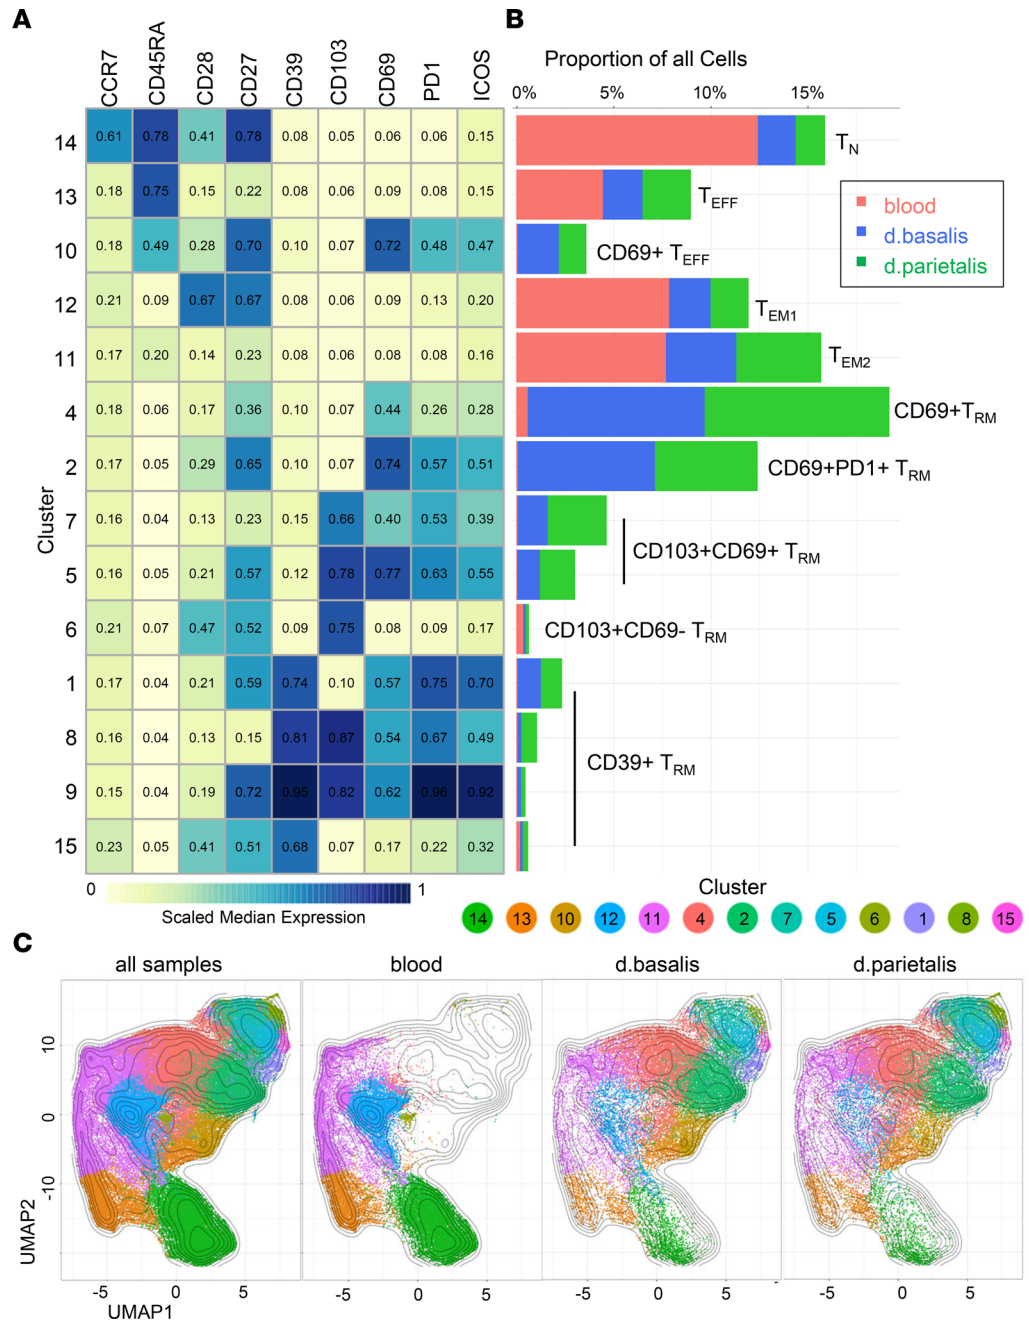 A
CCR7 CD45RA CD28 CD27 CD39 CD103 CD69 PD1 ICOS
Cluster
14 0.61 0.78 0.41 0.78 0.08 0.05 0.06 0.06 0.15
13 0.18 0.75 0.15 0.22 0.08 0.06 0.09 0.08 0.15
10 0.18 0.49 0.28 0.70 0.10 0.07 0.72 0.48 0.47
12 0.21 0.09 0.67 0.67 0.08 0.06 0.09 0.13 0.20
11 0.17 0.20 0.14 0.23 0.08 0.06 0.08 0.08 0.16
4 0.18 0.06 0.17 0.36 0.10 0.07 0.44 0.26 0.28
2 0.17 0.05 0.29 0.65 0.10 0.07 0.74 0.57 0.51
7 0.16 0.04 0.13 0.23 0.15 0.66 0.40 0.53 0.39
5 0.16 0.05 0.21 0.57 0.12 0.78 0.77 0.63 0.55
6 0.21 0.07 0.47 0.52 0.09 0.75 0.08 0.09 0.17
1 0.17 0.04 0.21 0.59 0.74 0.10 0.57 0.75 0.70
8 0.16 0.04 0.13 0.15 0.81 0.87 0.54 0.67 0.49
9 0.15 0.04 0.19 0.72 0.95 0.82 0.62 0.96 0.92
15 0.23 0.05 0.41 0.51 0.68 0.07 0.17 0.22 0.32
0 1
Scaled Median Expression
B
Proportion of all Cells
0% 5% 10% 15%
TN
TEFF
CD69+ TEFF
TEM1
TEM2
CD69+TRM
CD69+PD1+ TRM
CD103+CD69+ TRM
CD103+CD69- TRM
CD39+ TRM
blood
d.basalis
d.parietalis
Cluster
14 13 10 12 11 4 2 7 5 6 1 8 15
C
all samples blood d.basalis d.parietalis
UMAP2
10
0
-10
-5 0 5 -5 0 5 -5 0 5 -5 0 5
UMAP1